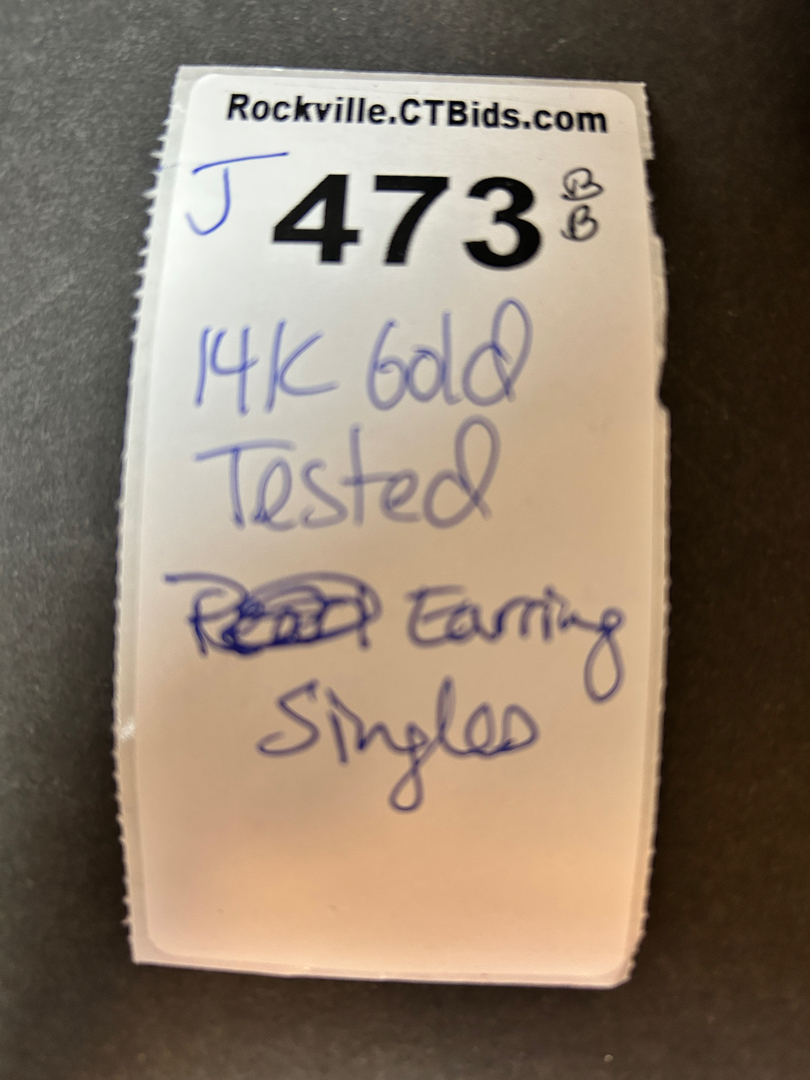 Rockville.CTBids.com
J 473 B
B
14K Gold
Tested
Earring
Singles